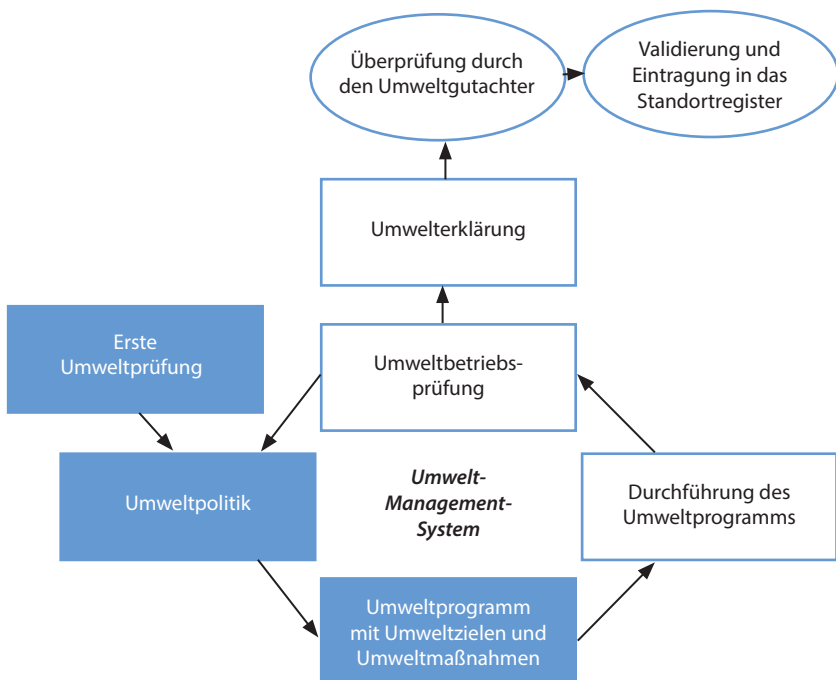 Überprüfung durch
den Umweltgutachter
Validierung und
Eintragung in das
Standortregister
Umwelterklärung
Erste
Umweltprüfung
Umweltbetriebs-
prüfung
Umweltpolitik
Umwelt-
Management-
System
Durchführung des
Umweltprogramms
Umweltprogramm
mit Umweltzielen und
Umweltmaßnahmen